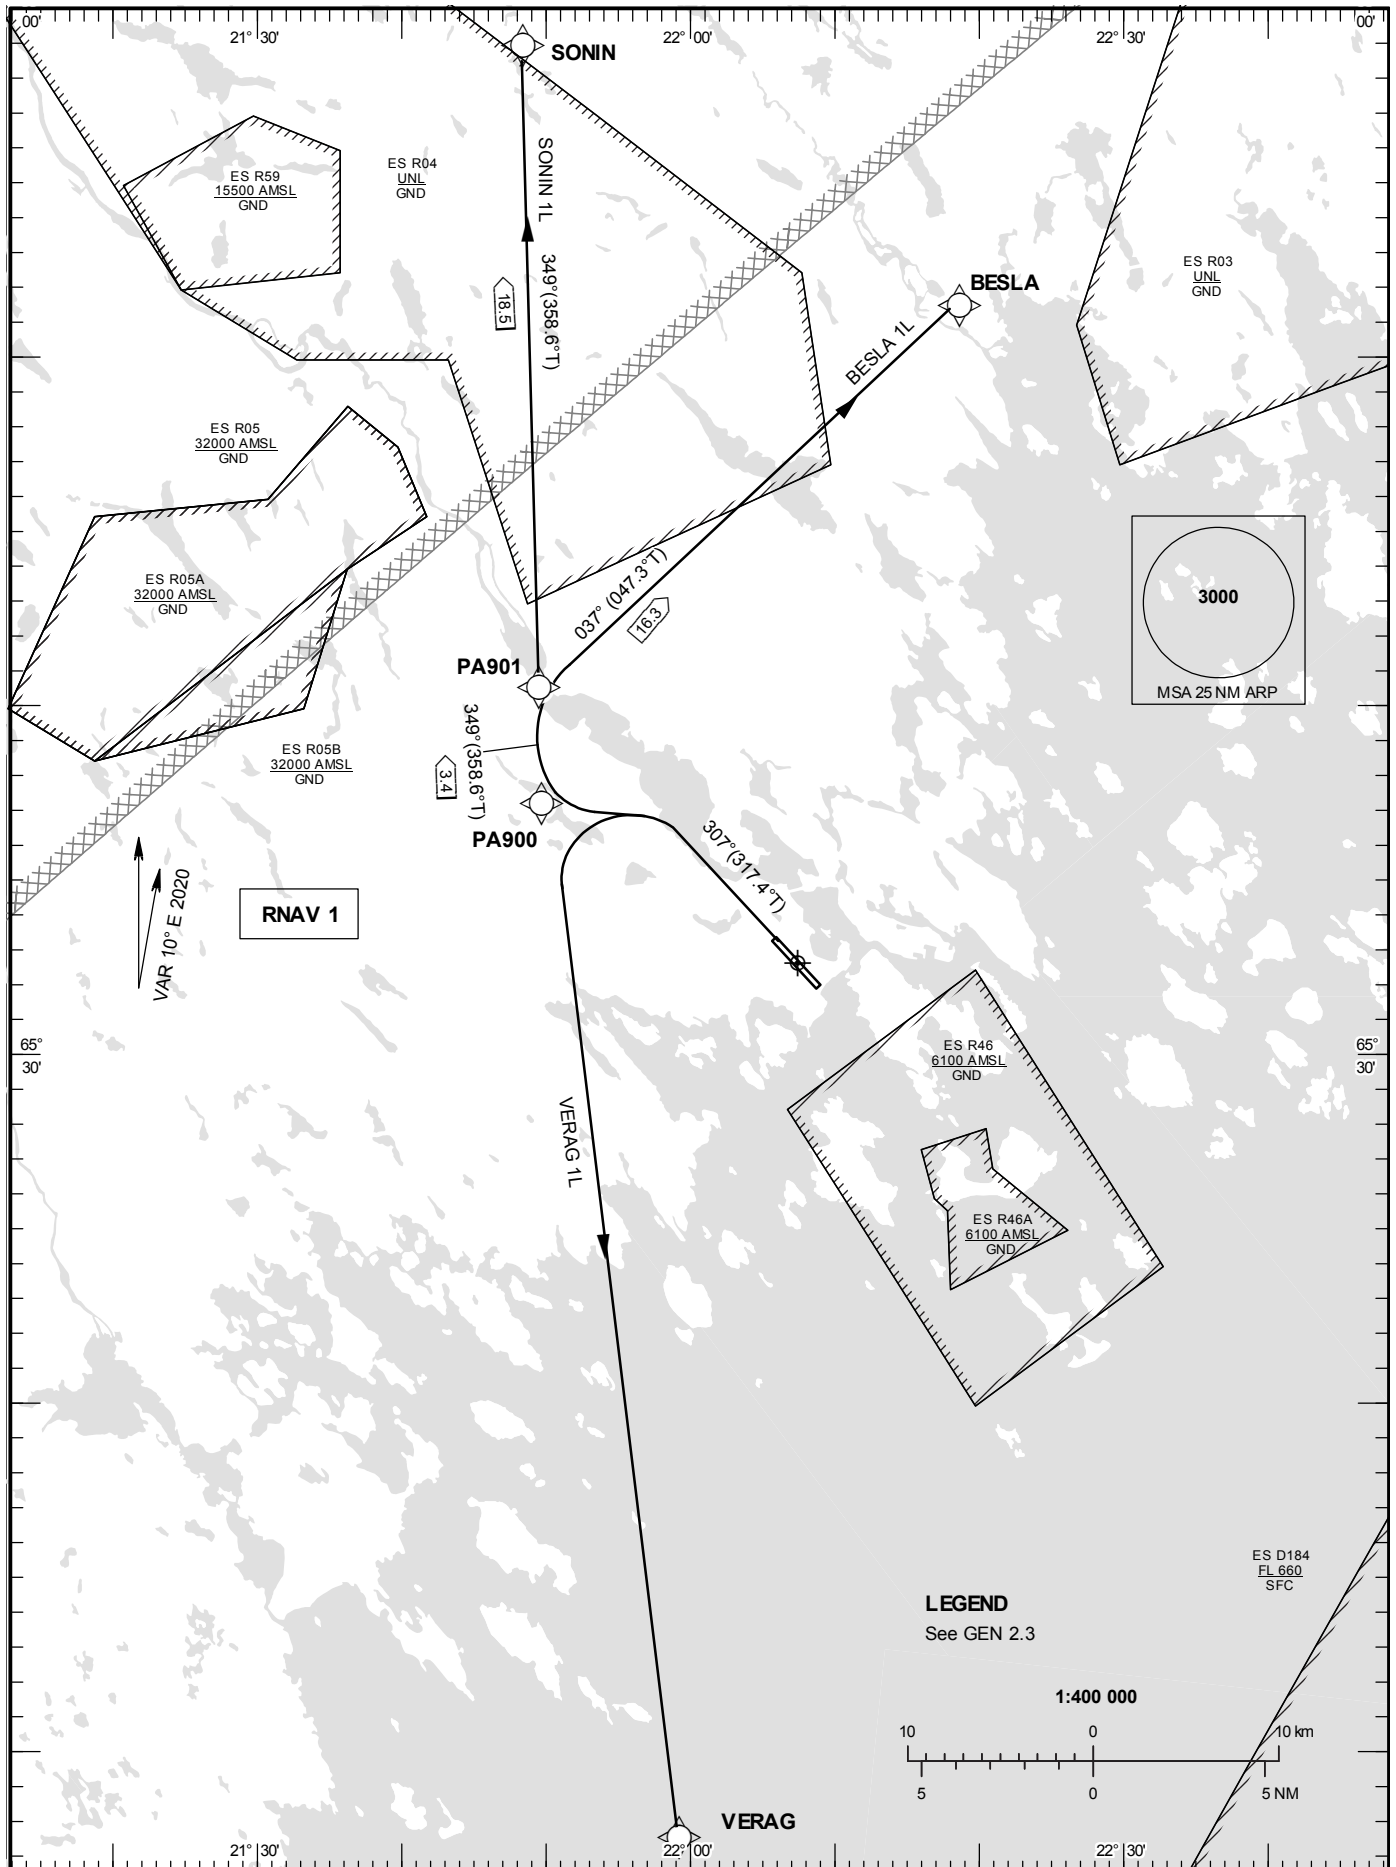 00'
21° 30'
22° 00'
22° 30'
00'
SONIN
SONIN 1L
349°(358.6°T)
18.5
ES R59
15500 AMSL
GND
ES R04
UNL
GND
BESLA
BESLA 1L
ES R03
UNL
GND
ES R05
32000 AMSL
GND
ES R05A
32000 AMSL
GND
037° (047.3°T)
16.3
3000
MSA 25 NM ARP
PA901
349°(358.6°T)
3.4
ES R05B
32000 AMSL
GND
PA900
307°(317.4°T)
VAR 10° E 2020
RNAV 1
65°
30'
65°
30'
ES R46
6100 AMSL
GND
VERAG 1L
ES R46A
6100 AMSL
GND
ES D184
FL 660
SFC
LEGEND
See GEN 2.3
1:400 000
10 0 10 km
5 0 5 NM
VERAG
21° 30'
22° 00'
22° 30'